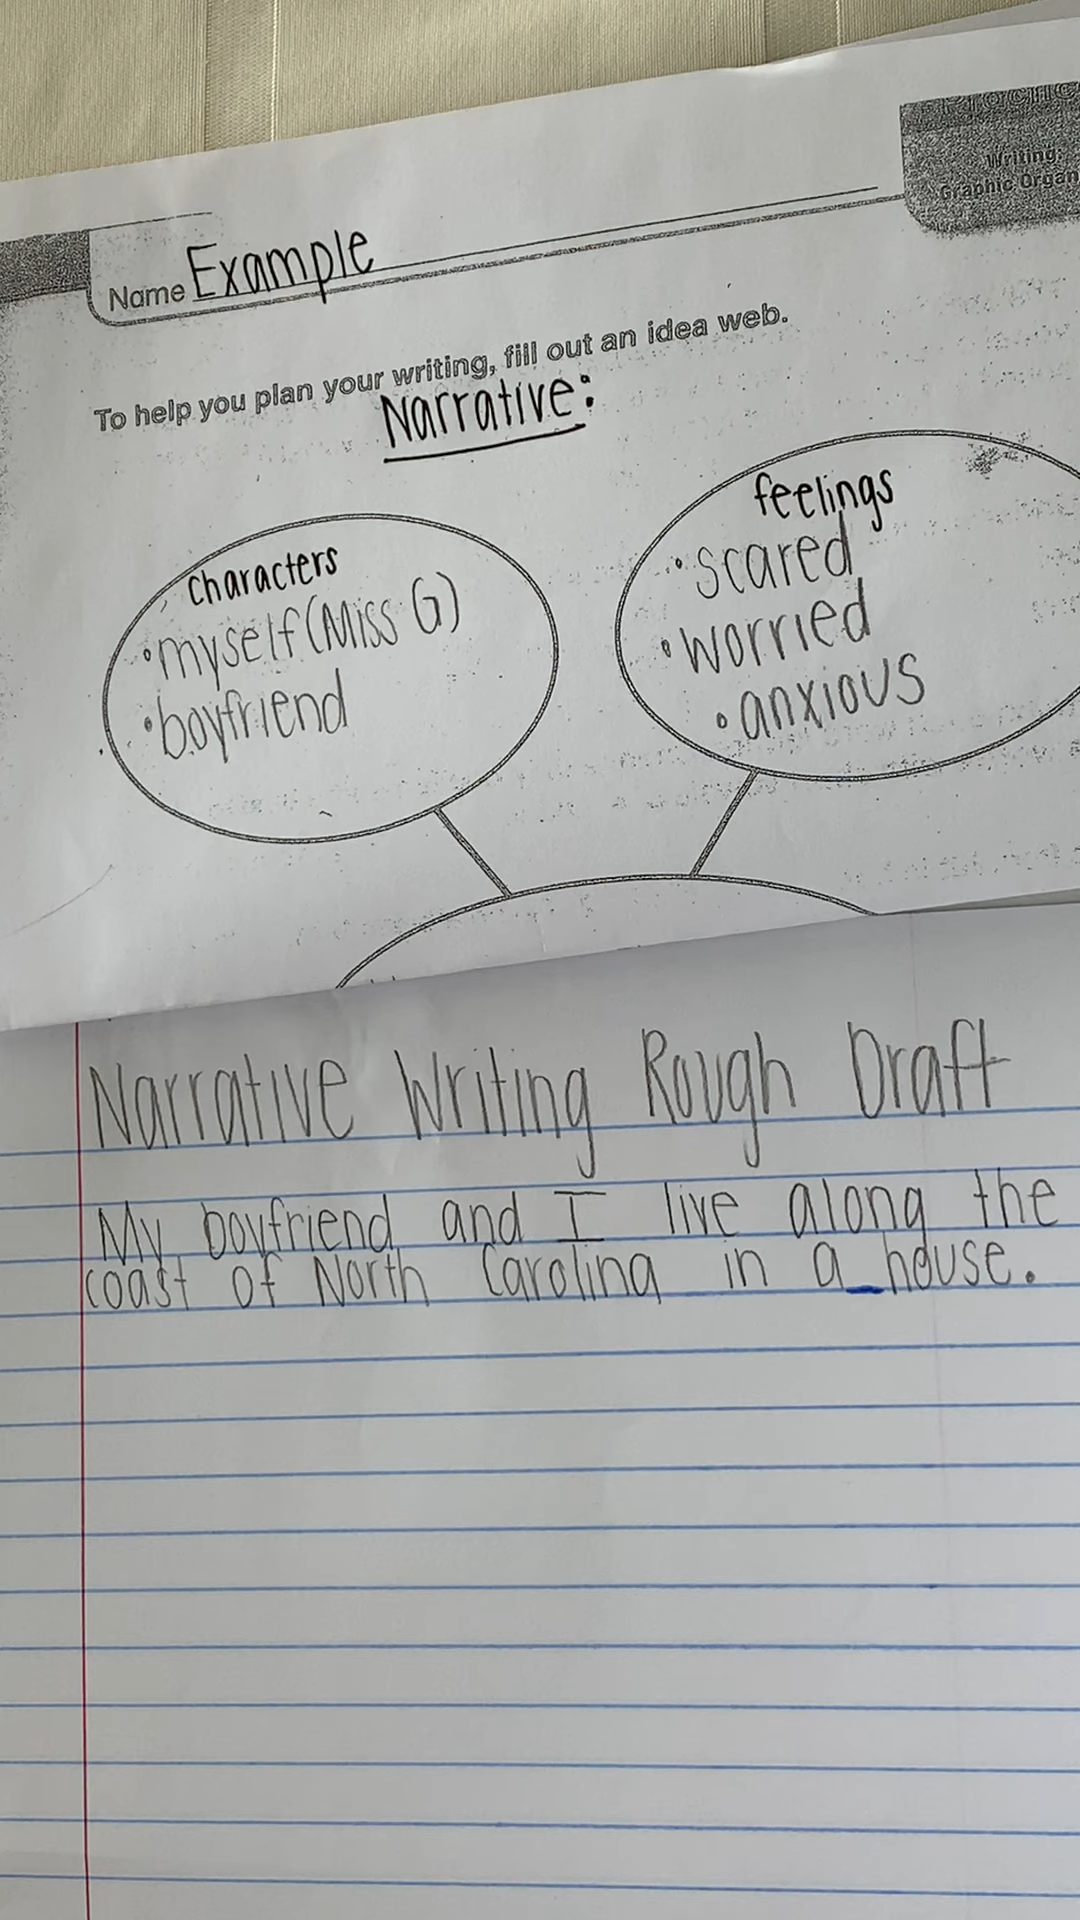 Practice
Writing:
Graphic Organ
Name Example
To help you plan your writing, fill out an idea web.
Narrative:
Characters
•myself (Miss G)
•boyfriend
feelings
•scared
•worried
•anxious
Narrative Writing Rough Draft
My boyfriend and I live along the
coast of North Carolina in a house.